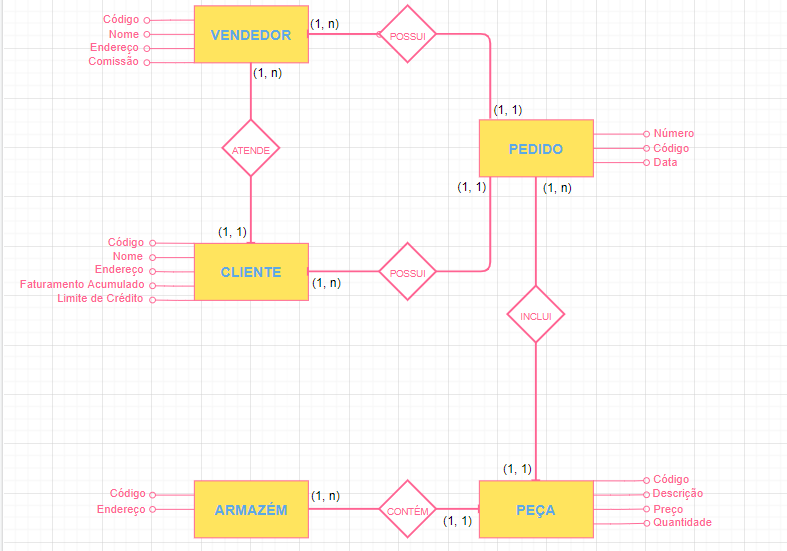 Código
Nome
Endereço
Comissão
VENDEDOR
(1, n)
POSSUI
(1, n)
(1, 1)
ATENDE
PEDIDO
Número
Código
Data
(1, 1)
(1, n)
(1, 1)
Código
Nome
Endereço
Faturamento Acumulado
Limite de Crédito
CLIENTE
(1, n)
POSSUI
INCLUI
(1, 1)
Código
Endereço
ARMAZÉM
(1, n)
CONTÉM
(1, 1)
PEÇA
Código
Descrição
Preço
Quantidade